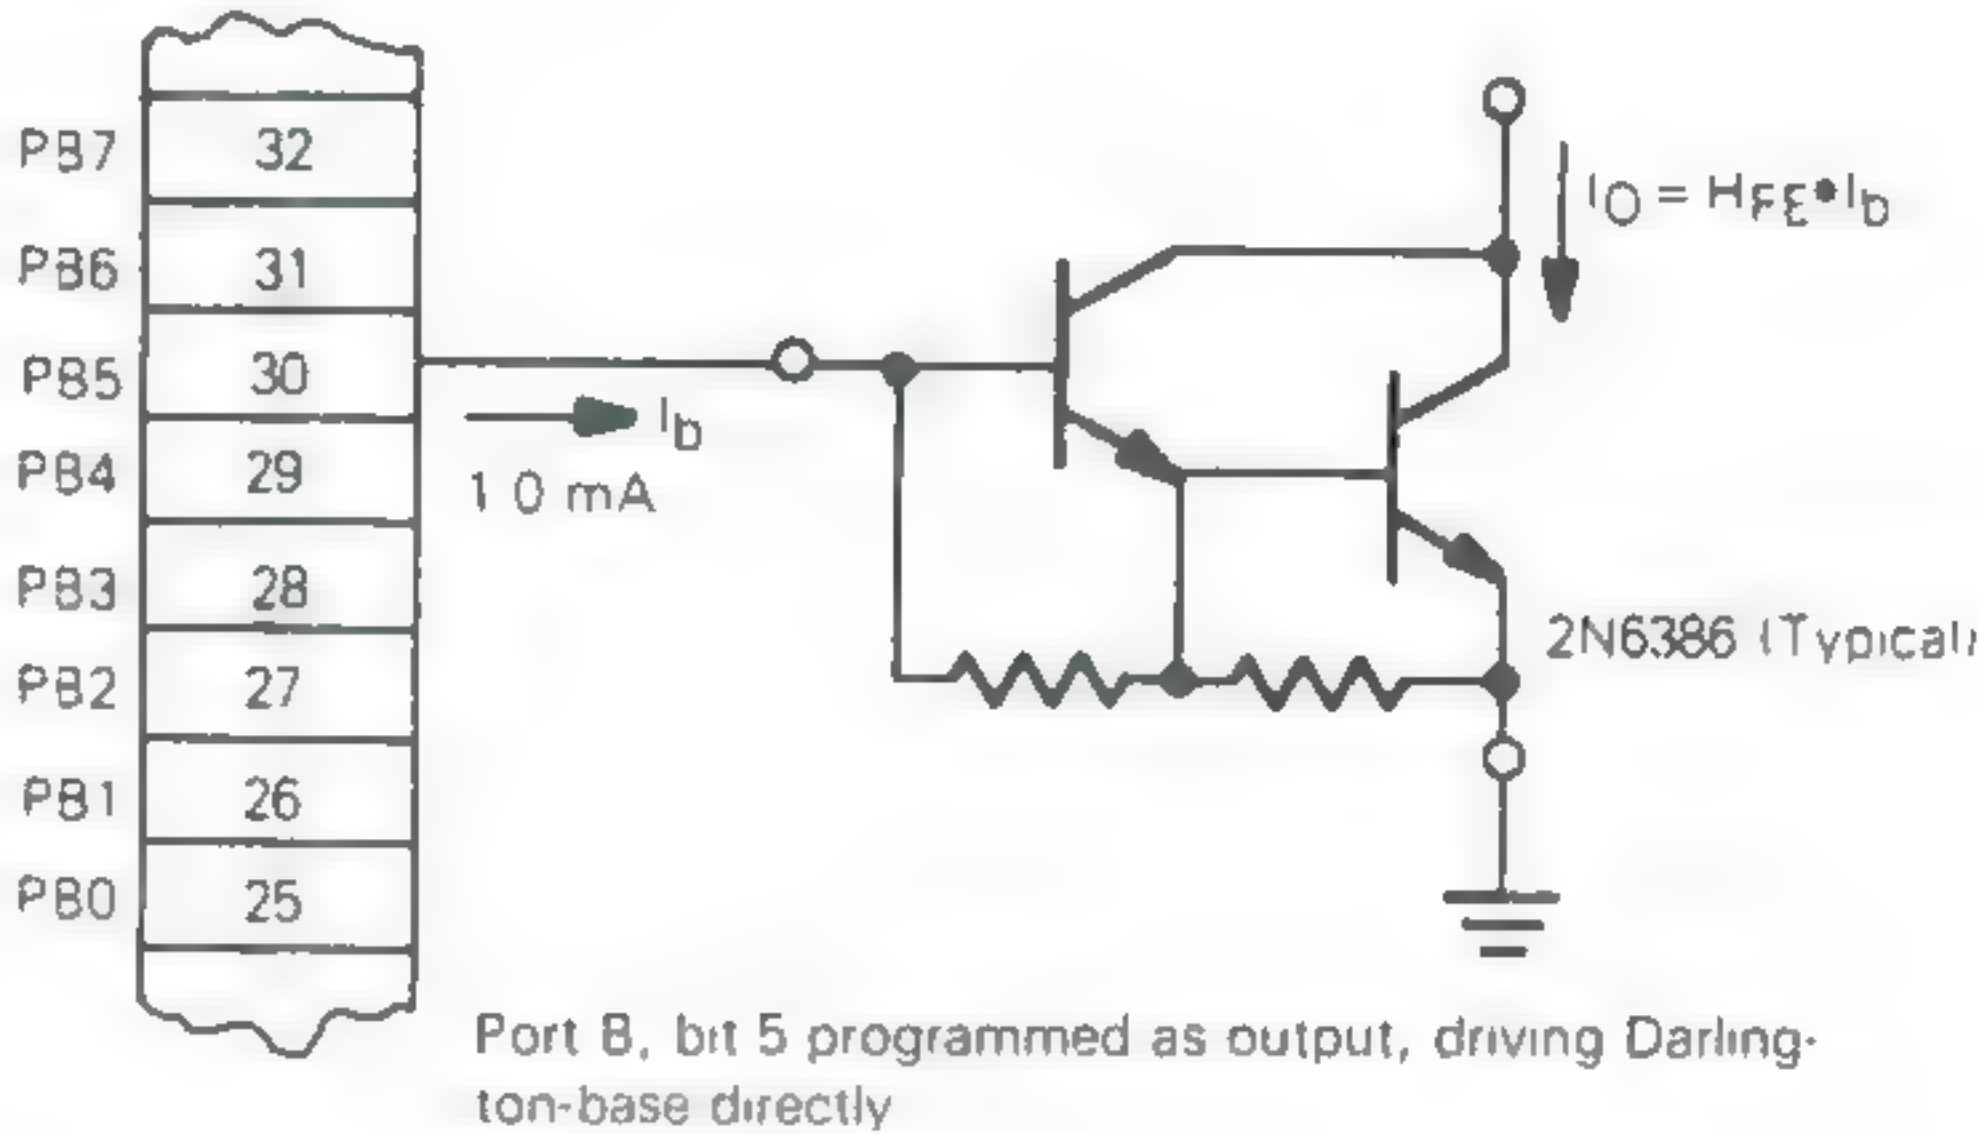 PB7 32
PB6 31
PB5 30
PB4 29
PB3 28
PB2 27
PB1 26
PB0 25
Ib
1 0 mA
IO = HFE•Ib
2N6386 (Typical)
Port B, bit 5 programmed as output, driving Darling-
ton-base directly